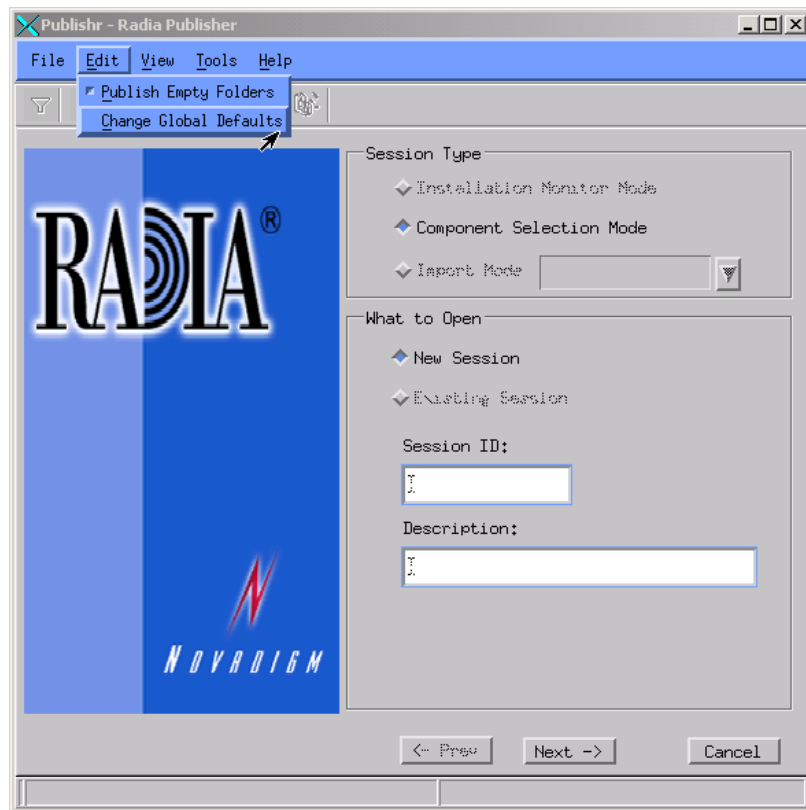 Publishr - Radia Publisher
File Edit View Tools Help
Publish Empty Folders
Change Global Defaults
RADIA®
NOVADIGM
Session Type
Installation Monitor Mode
Component Selection Mode
Import Mode
What to Open
New Session
Existing Session
Session ID:
Description:
<- Prev Next -> Cancel